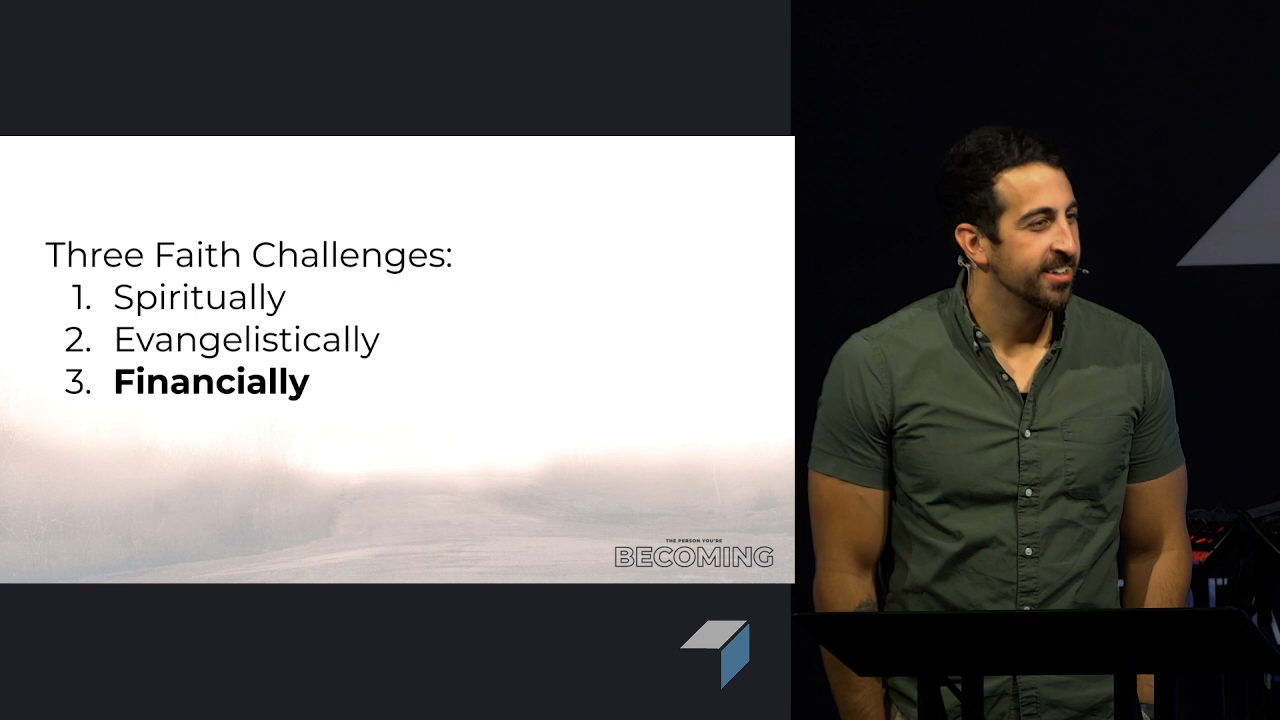 Three Faith Challenges:
1. Spiritually
2. Evangelistically
3. Financially
THE PERSON YOU'RE
BECOMING